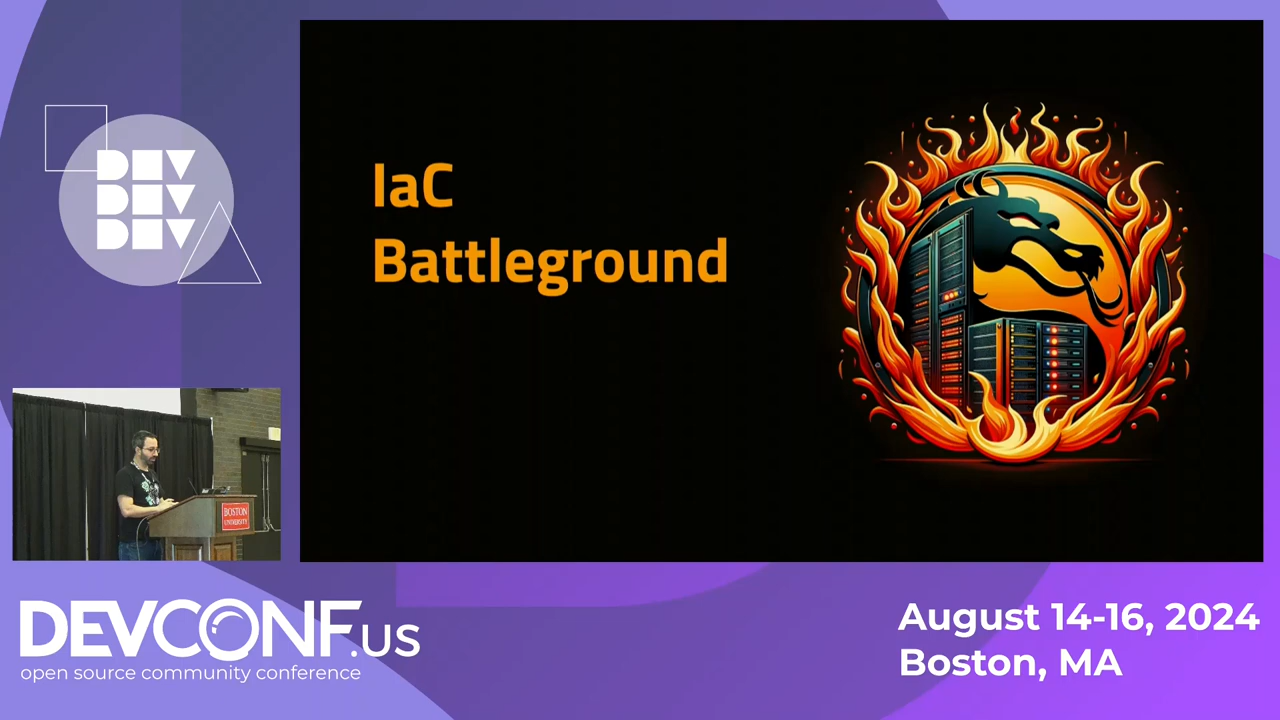 DEV
DEV
DEV
IaC
Battleground
BOSTON
UNIVERSITY
DEVCONF.US
open source community conference
August 14-16, 2024
Boston, MA